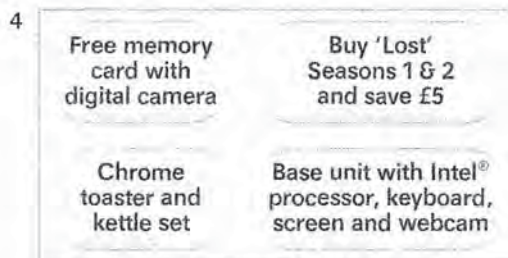 4
Free memory
card with
digital camera
Buy 'Lost'
Seasons 1 & 2
and save £5
Chrome
toaster and
kettle set
Base unit with Intel®
processor, keyboard,
screen and webcam